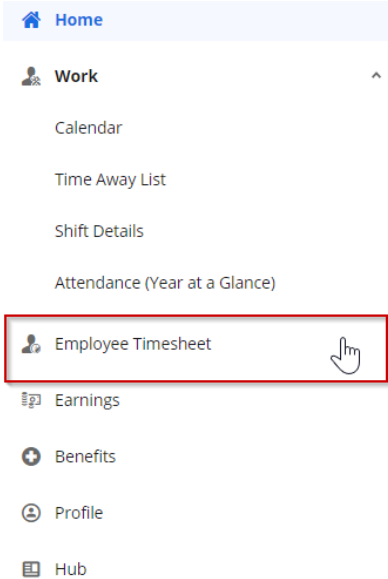 Home
Work
Calendar
Time Away List
Shift Details
Attendance (Year at a Glance)
Employee Timesheet
Earnings
Benefits
Profile
Hub